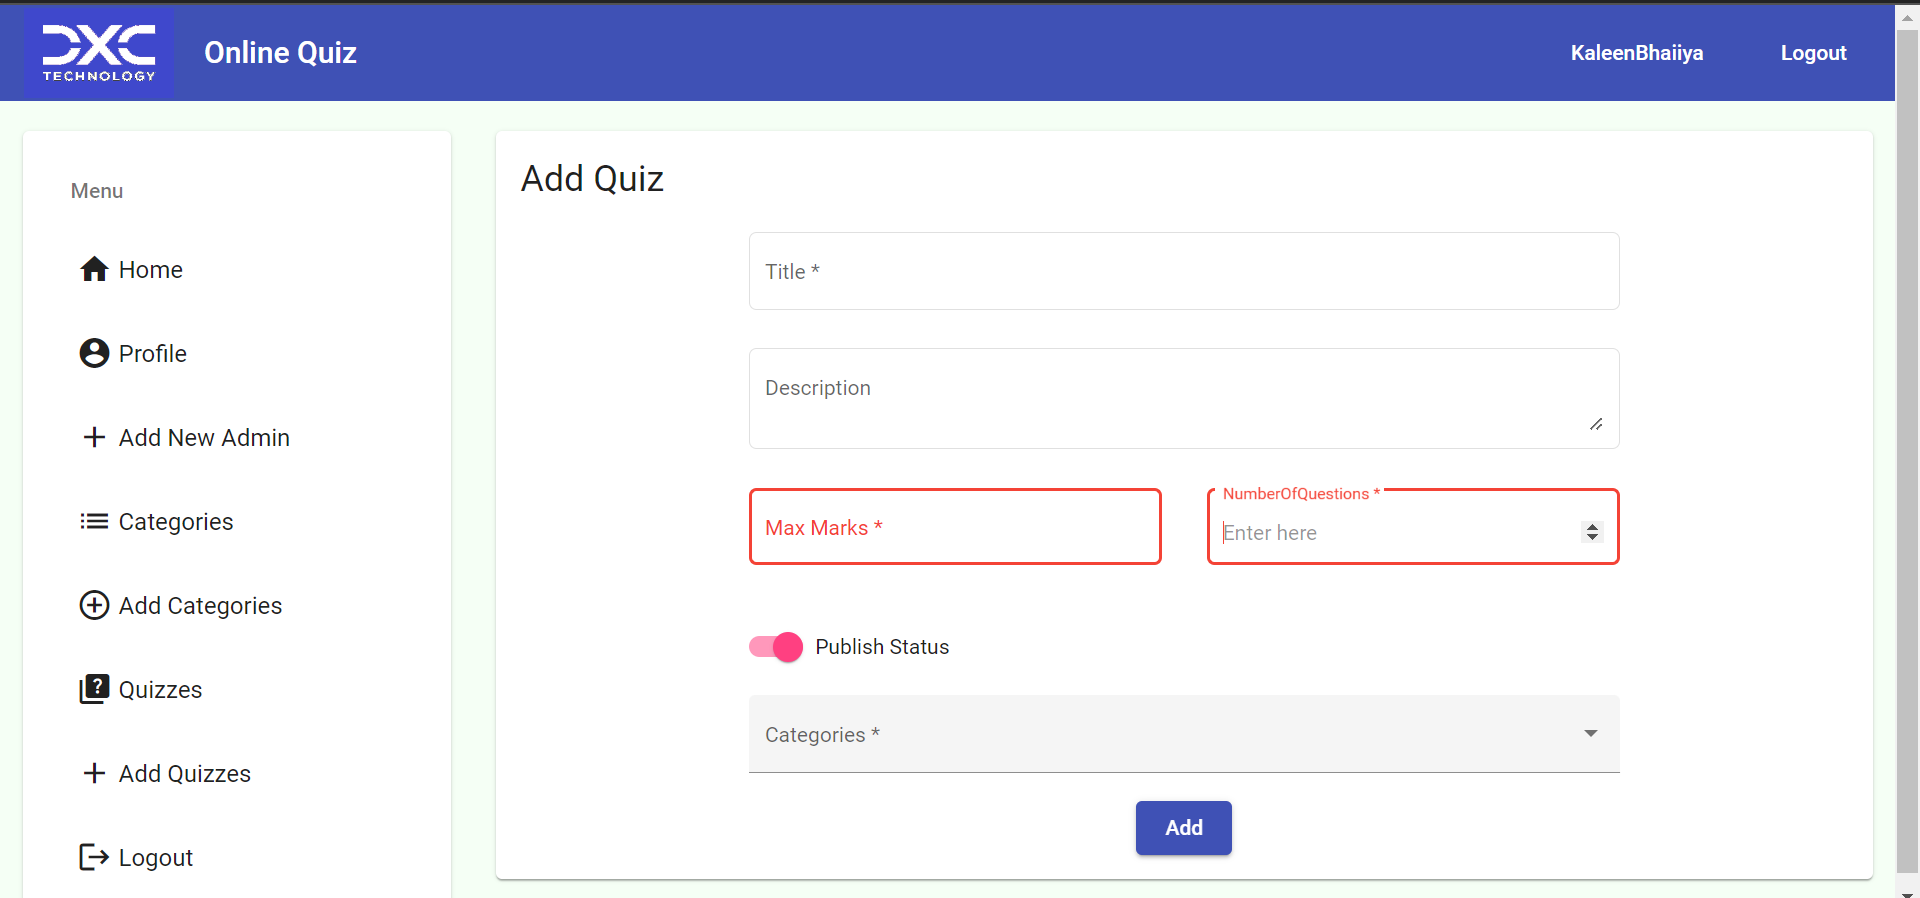 DXC
TECHNOLOGY
Online Quiz
KaleenBhaiiya
Logout
Menu
Home
Profile
Add New Admin
Categories
Add Categories
Quizzes
Add Quizzes
Logout
Add Quiz
Title *
Description
Max Marks *
NumberOfQuestions *
Enter here
Publish Status
Categories *
Add